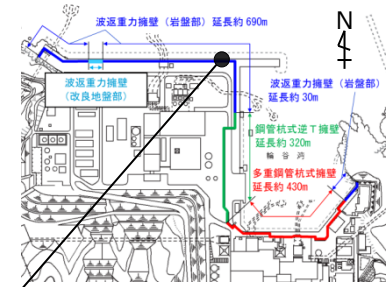 波返重力擁壁（岩盤部）延長約 690m
N
波返重力擁壁
（改良地盤部）
波返重力擁壁（岩盤部）
延長約 30m
鋼管杭式逆T擁壁
延長約 320m
輪谷湾
多重鋼管杭式擁壁
延長約 430m